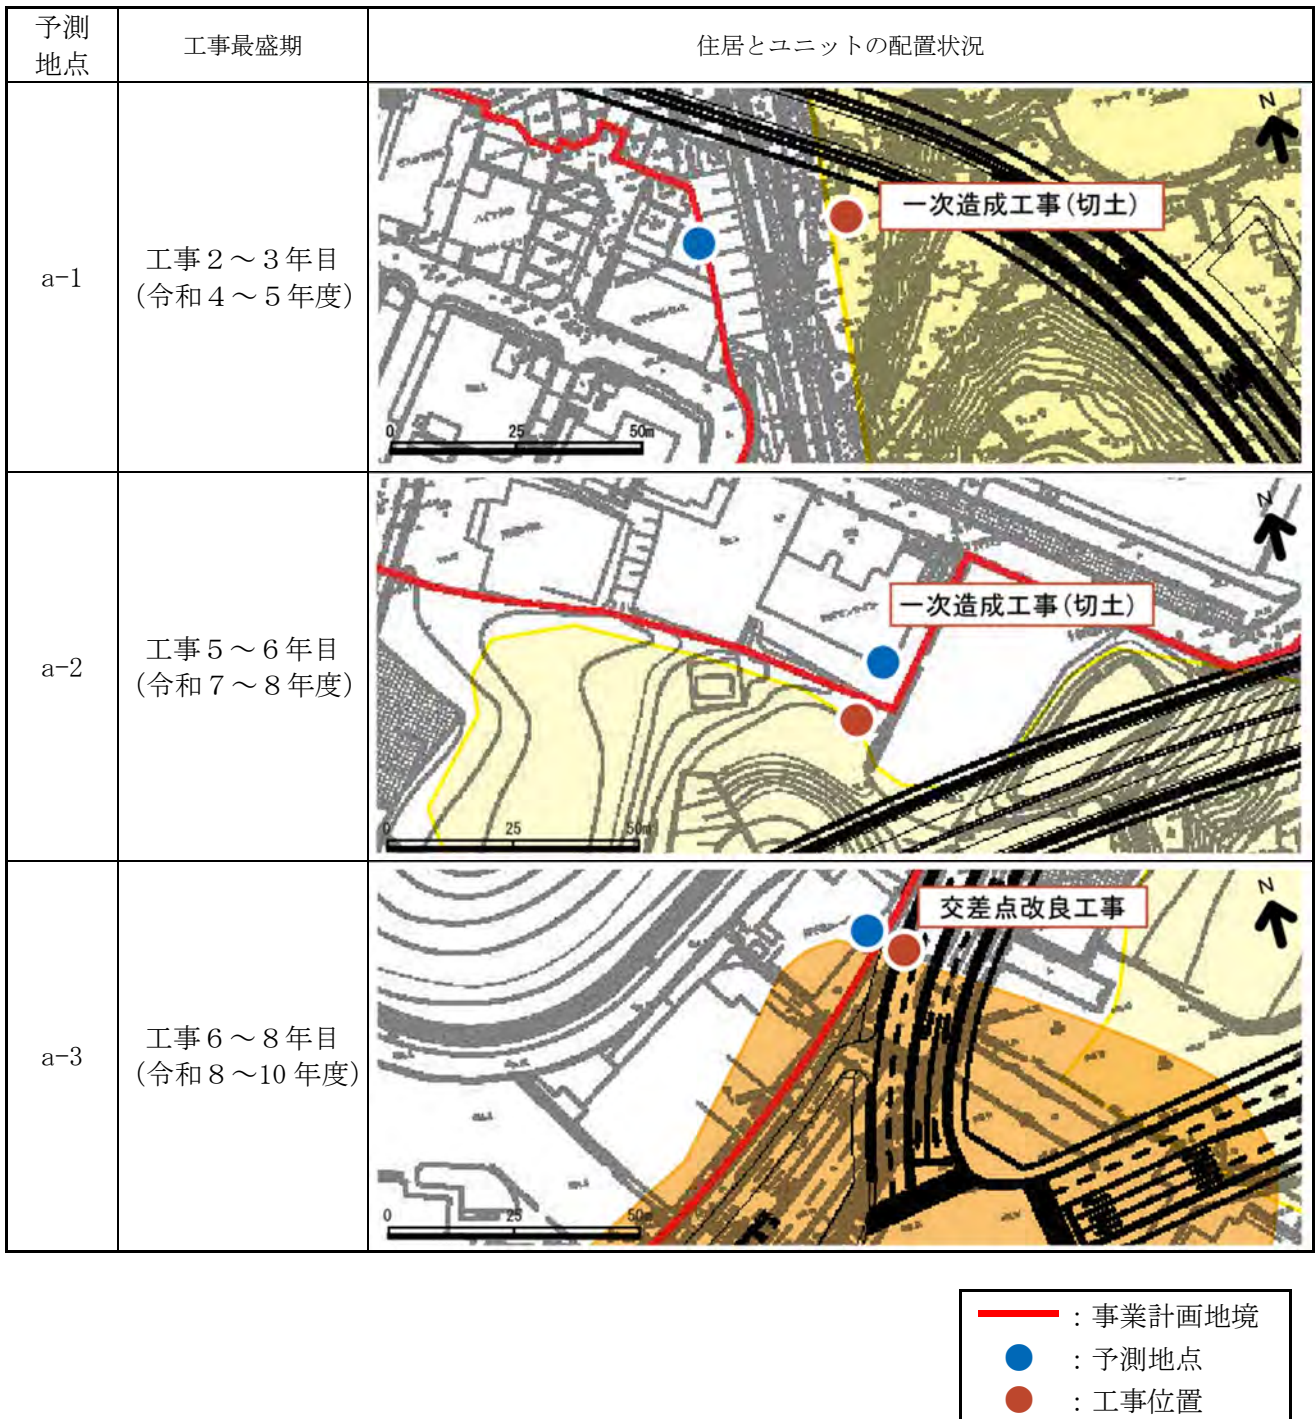 予測
地点
工事最盛期
住居とユニットの配置状況
a-1
工事２～３年目
（令和４～５年度）
N
一次造成工事（切土）
0 25 50m
a-2
工事５～６年目
（令和７～８年度）
N
一次造成工事（切土）
0 25 50m
a-3
工事６～８年目
（令和８～10 年度）
N
交差点改良工事
0 25 50m
：事業計画地境
：予測地点
：工事位置